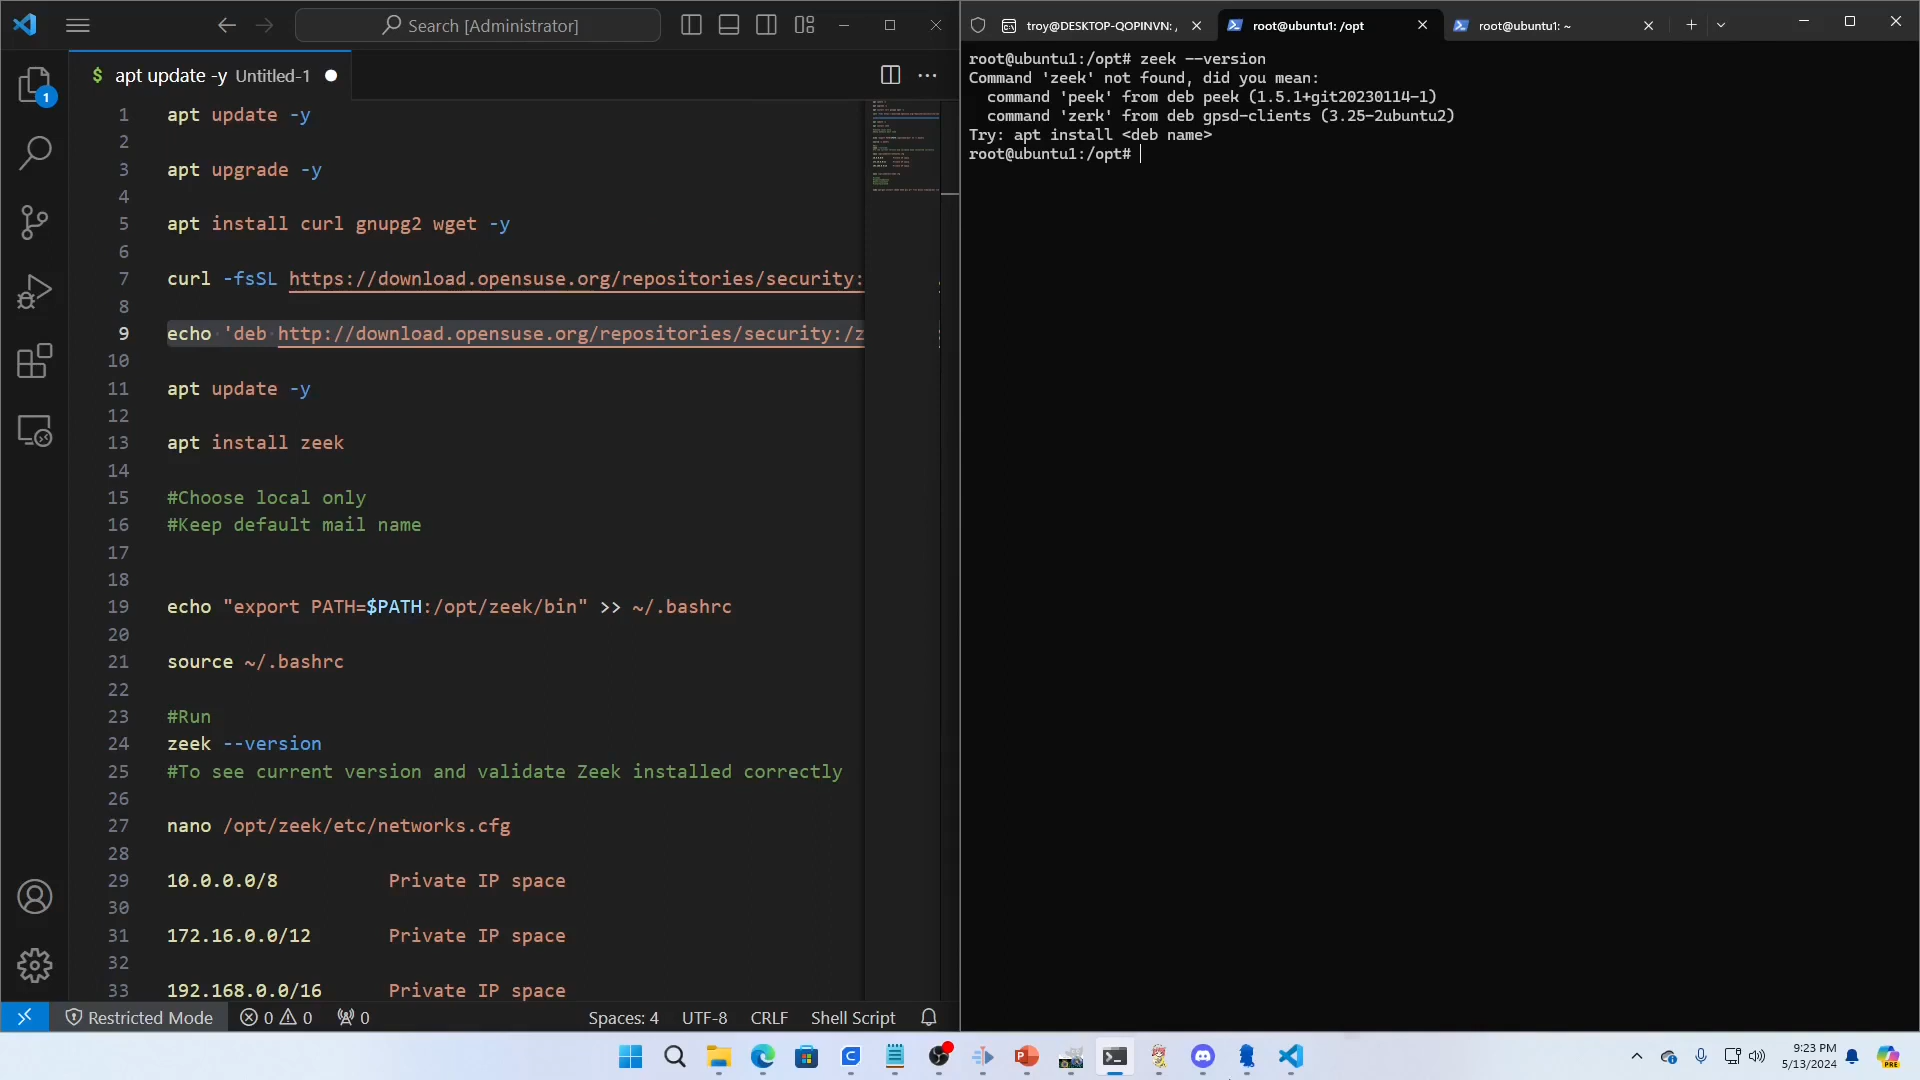 Search [Administrator]
$ apt update -y Untitled-1
1 apt update -y
2
3 apt upgrade -y
4
5 apt install curl gnupg2 wget -y
6
7 curl -fsSL https://download.opensuse.org/repositories/security:
8
9 echo 'deb http://download.opensuse.org/repositories/security:/z
10
11 apt update -y
12
13 apt install zeek
14
15 #Choose local only
16 #Keep default mail name
17
18
19 echo "export PATH=$PATH:/opt/zeek/bin" >> ~/.bashrc
20
21 source ~/.bashrc
22
23 #Run
24 zeek --version
25 #To see current version and validate Zeek installed correctly
26
27 nano /opt/zeek/etc/networks.cfg
28
29 10.0.0.0/8 Private IP space
30
31 172.16.0.0/12 Private IP space
32
33 192.168.0.0/16 Private IP space
1
Restricted Mode 0 0 0 Spaces: 4 UTF-8 CRLF Shell Script
troy@DESKTOP-QOPINVN: / root@ubuntu1: /opt root@ubuntu1: ~
root@ubuntu1:/opt# zeek --version
Command 'zeek' not found, did you mean:
command 'peek' from deb peek (1.5.1+git20230114-1)
command 'zerk' from deb gpsd-clients (3.25-2ubuntu2)
Try: apt install <deb name>
root@ubuntu1:/opt#
9:23 PM
5/13/2024
PRE